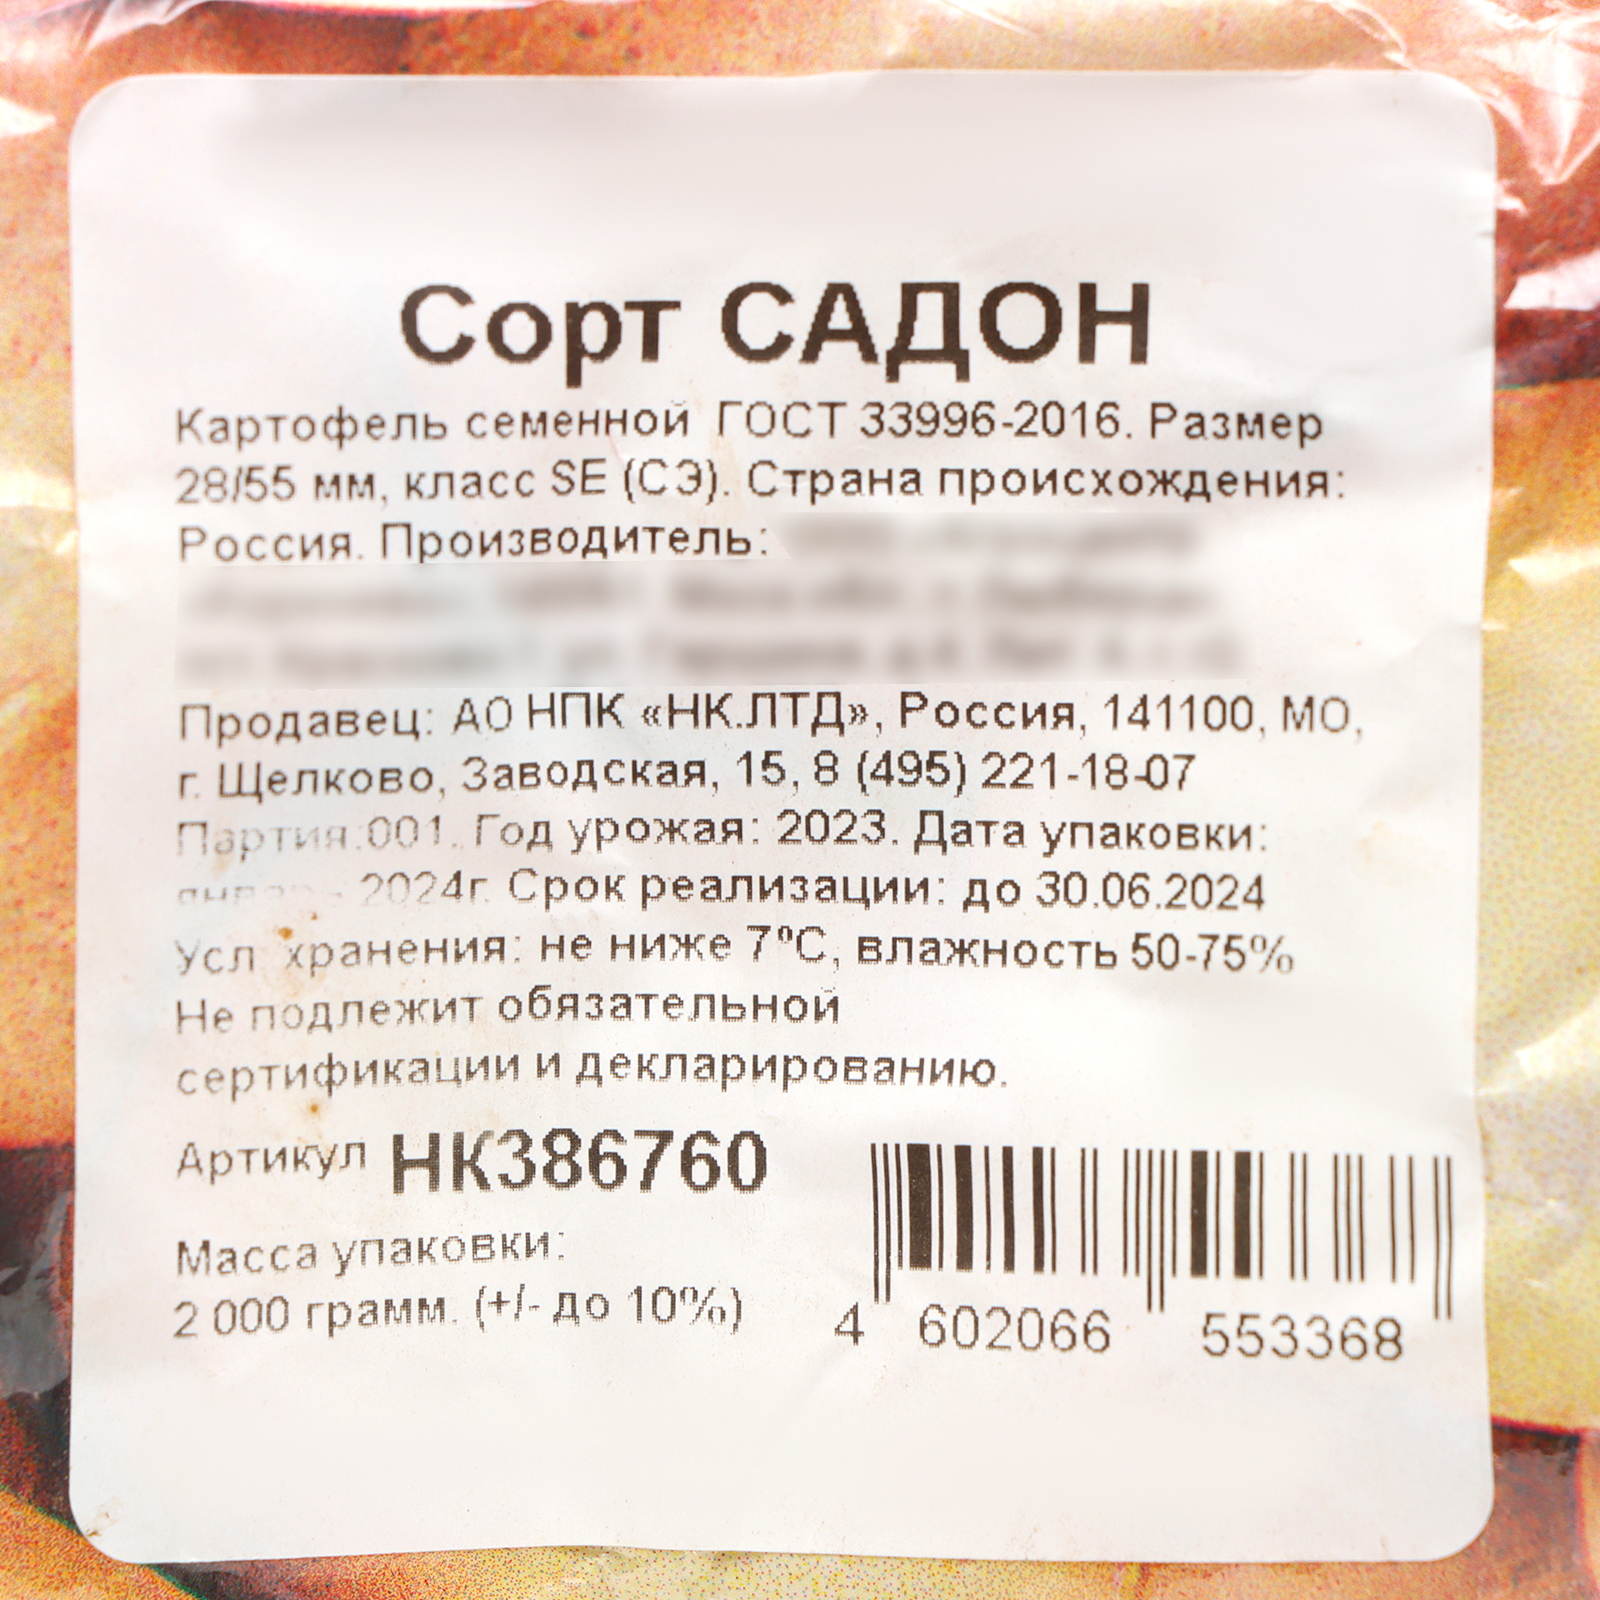 Сорт САДОН
Картофель семенной ГОСТ 33996-2016. Размер
28/55 мм, класс SE (СЭ). Страна происхождения:
Россия. Производитель:
Продавец: АО НПК «НК.ЛТД», Россия, 141100, МО,
г. Щелково, Заводская, 15, 8 (495) 221-18-07
Партия:001. Год урожая: 2023. Дата упаковки:
январь 2024г. Срок реализации: до 30.06.2024
Усл хранения: не ниже 7ºС, влажность 50-75%
Не подлежит обязательной
сертификации и декларированию.
Артикул НК386760
Масса упаковки:
2 000 грамм. (+/- до 10%)
4 602066 553368